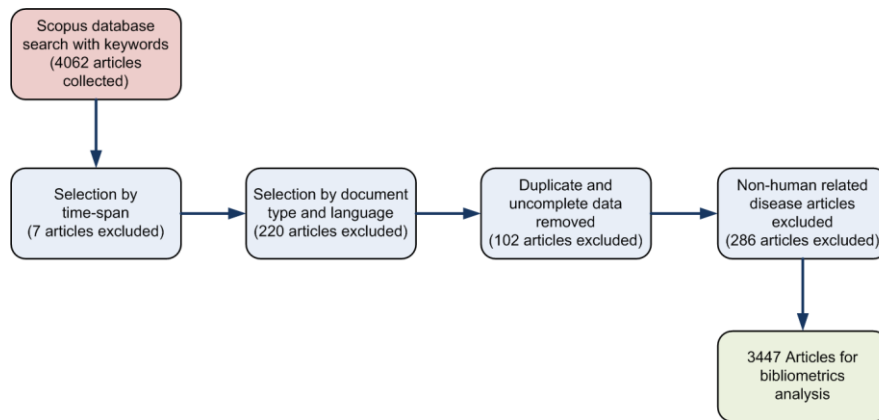 Scopus database
search with keywords
(4062 articles
collected)
Selection by
time-span
(7 articles excluded)
Selection by document
type and language
(220 articles excluded)
Duplicate and
uncomplete data
removed
(102 articles excluded)
Non-human related
disease articles
excluded
(286 articles excluded)
3447 Articles for
bibliometrics
analysis